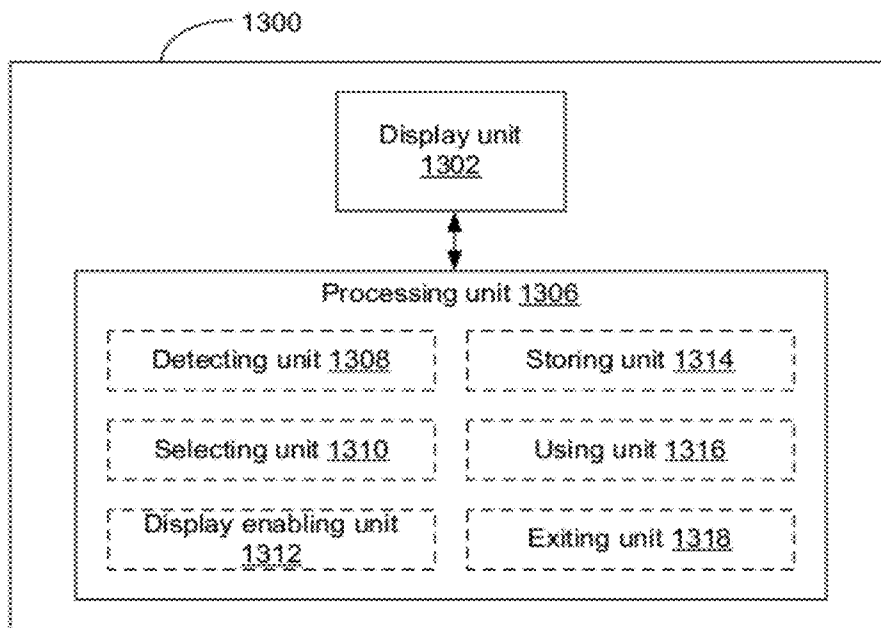 1300
Display unit
1302
Processing unit 1306
Detecting unit 1308
Storing unit 1314
Selecting unit 1310
Using unit 1316
Display enabling unit
1312
Exiting unit 1318